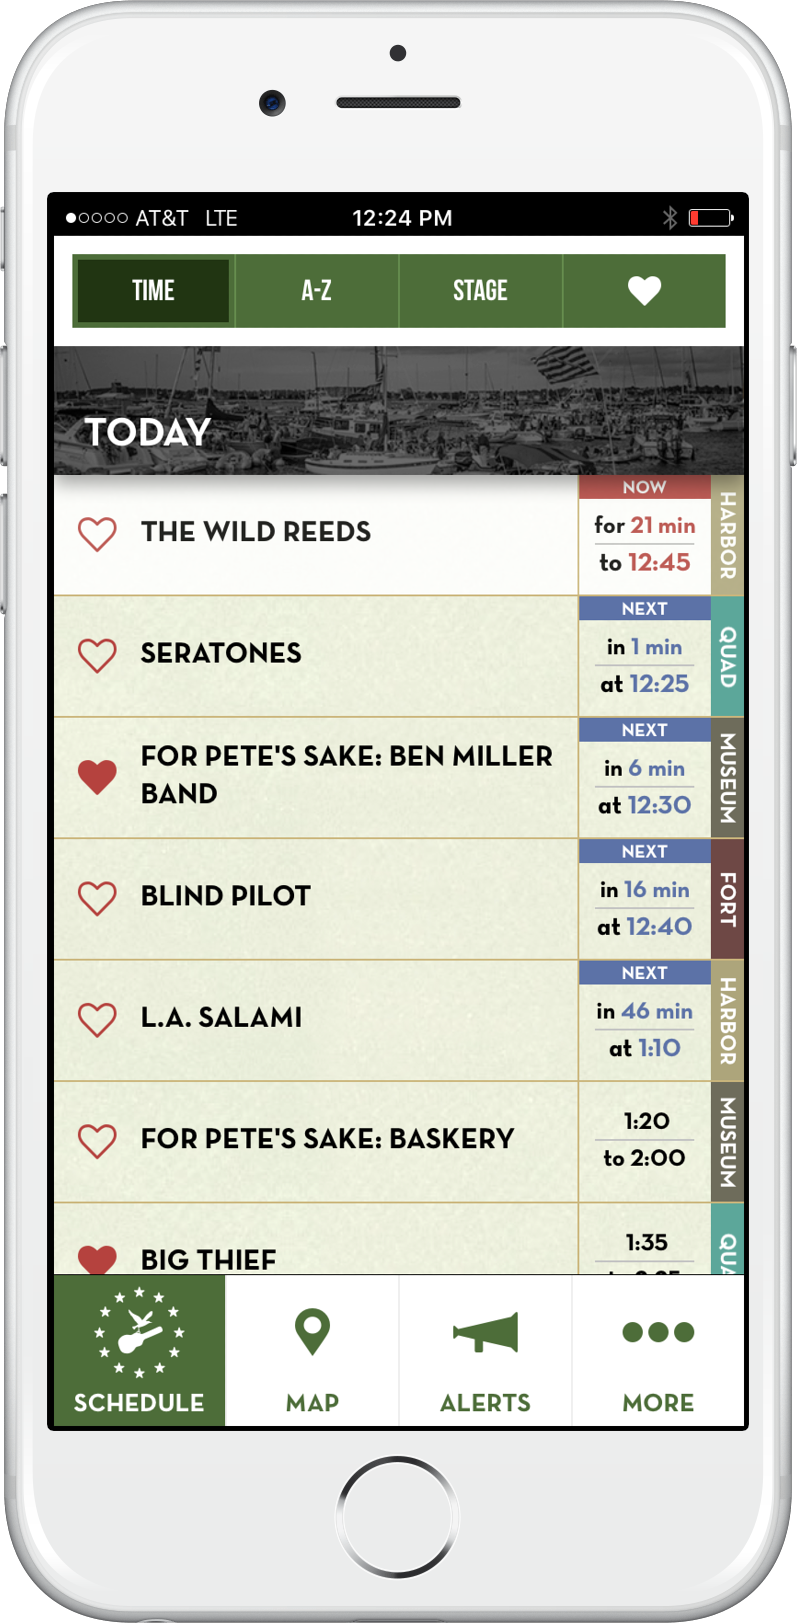 AT&T LTE 12:24 PM
TIME A-Z STAGE
TODAY
THE WILD REEDS
NOW
for 21 min
to 12:45
HARBOR
SERATONES
NEXT
in 1 min
at 12:25
QUAD
FOR PETE'S SAKE: BEN MILLER
BAND
NEXT
in 6 min
at 12:30
MUSEUM
BLIND PILOT
NEXT
in 16 min
at 12:40
FORT
L.A. SALAMI
NEXT
in 46 min
at 1:10
HARBOR
FOR PETE'S SAKE: BASKERY
1:20
to 2:00
MUSEUM
BIG THIEF
1:35
SCHEDULE MAP ALERTS MORE